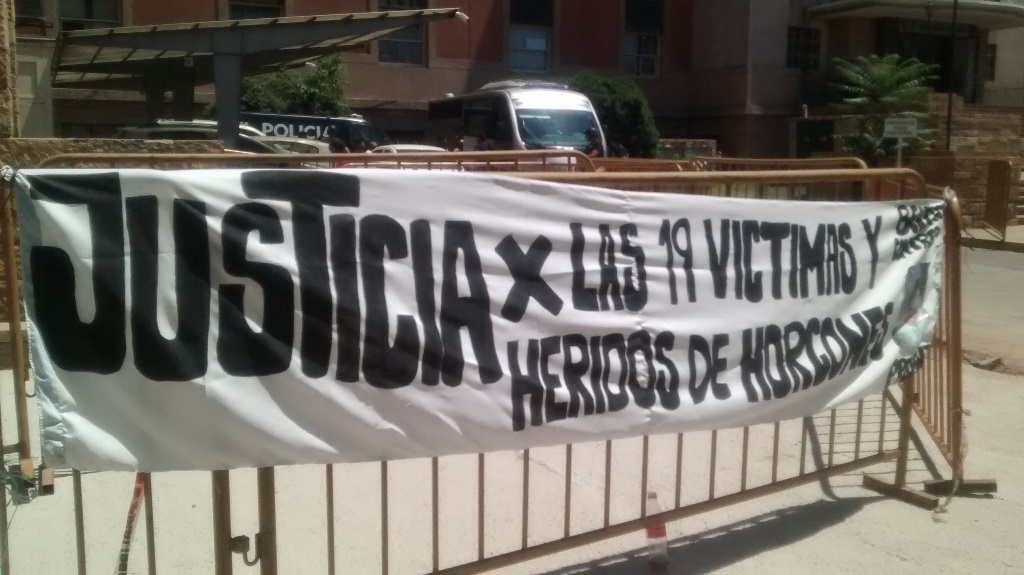 POLICIA
JUSTICIA X LAS 19 VICTIMAS Y
HERIDOS DE HORCONES